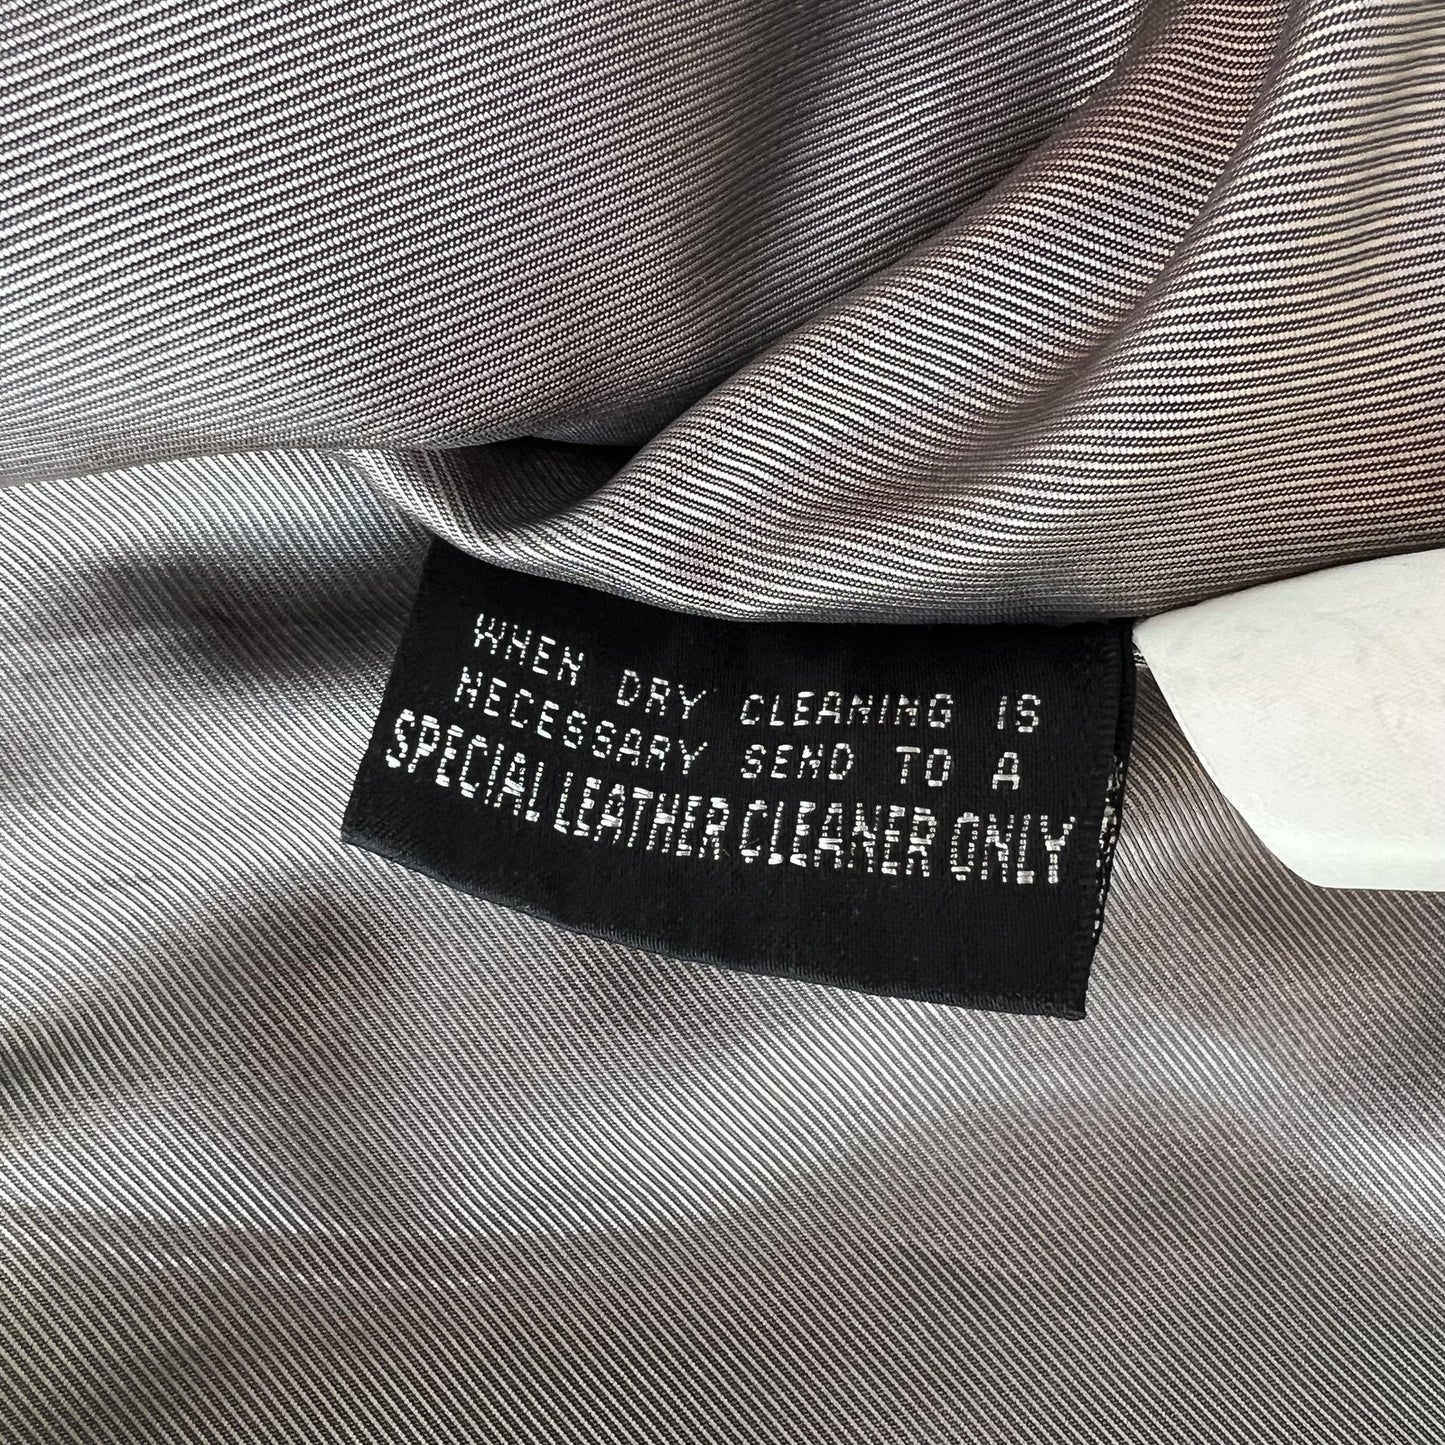 WHEN DRY CLEANING IS
NECESSARY SEND TO A
SPECIAL LEATHER CLEANER ONLY